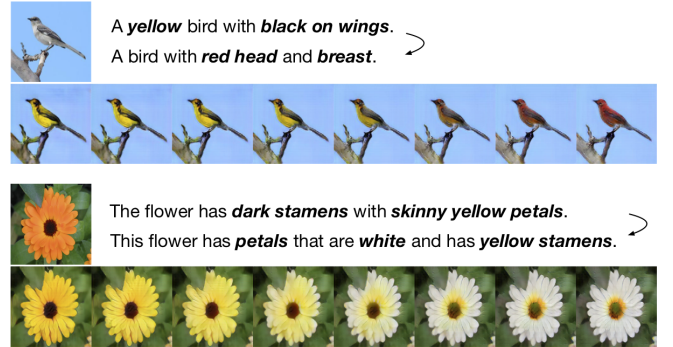 A yellow bird with black on wings.
A bird with red head and breast.
The flower has dark stamens with skinny yellow petals.
This flower has petals that are white and has yellow stamens.